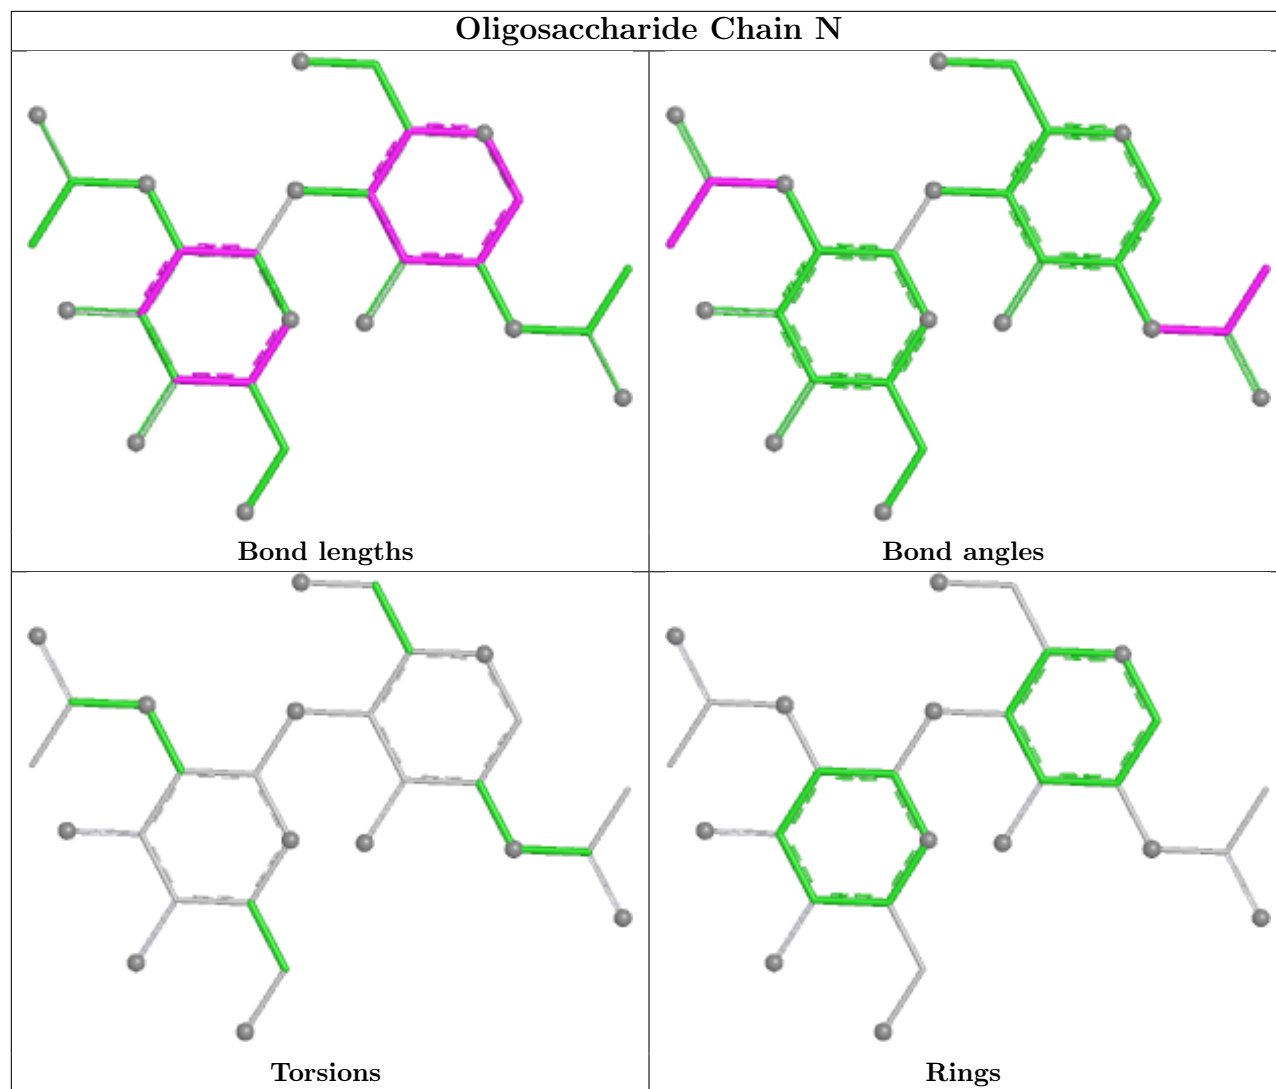 Oligosaccharide Chain N
Bond lengths
Bond angles
Torsions
Rings